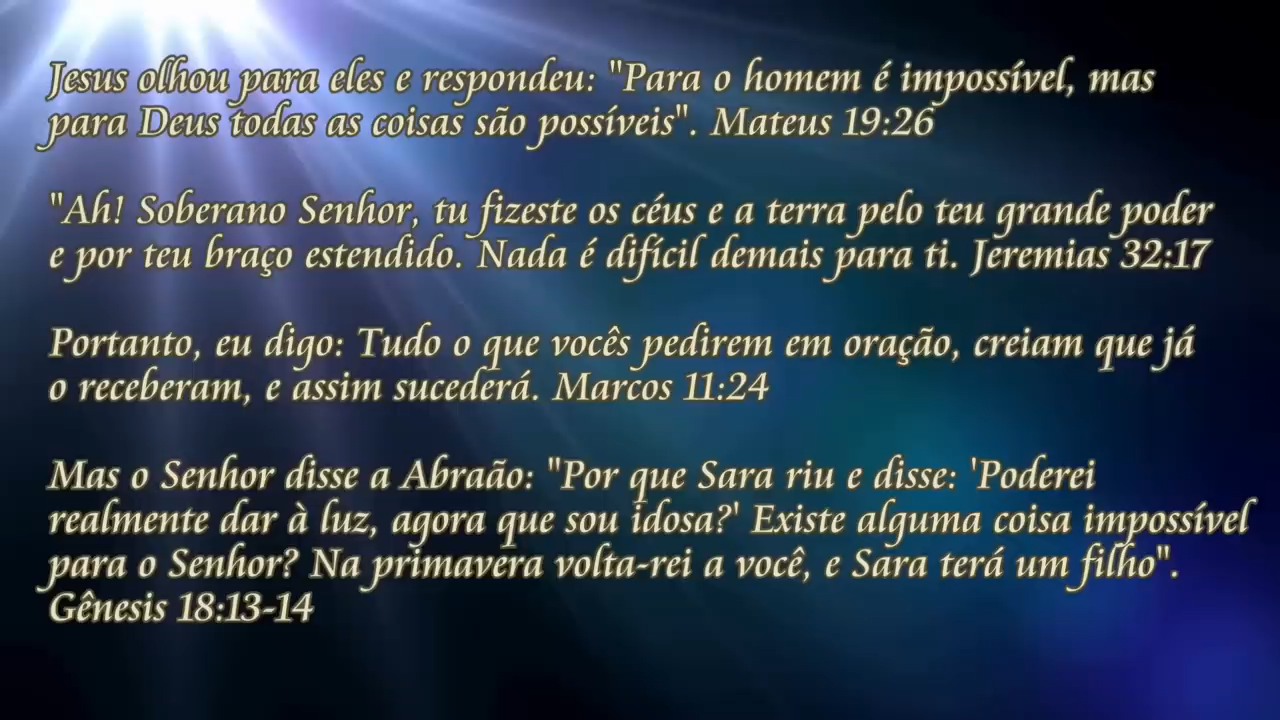 Jesus olhou para eles e respondeu: "Para o homem é impossível, mas
para Deus todas as coisas são possíveis". Mateus 19:26
"Ah! Soberano Senhor, tu fizeste os céus e a terra pelo teu grande poder
e por teu braço estendido. Nada é difícil demais para ti. Jeremias 32:17
Portanto, eu digo: Tudo o que vocês pedirem em oração, creiam que já
o receberam, e assim sucederá. Marcos 11:24
Mas o Senhor disse a Abraão: "Por que Sara riu e disse: 'Poderei
realmente dar à luz, agora que sou idosa?' Existe alguma coisa impossível
para o Senhor? Na primavera volta-rei a você, e Sara terá um filho".
Gênesis 18:13-14